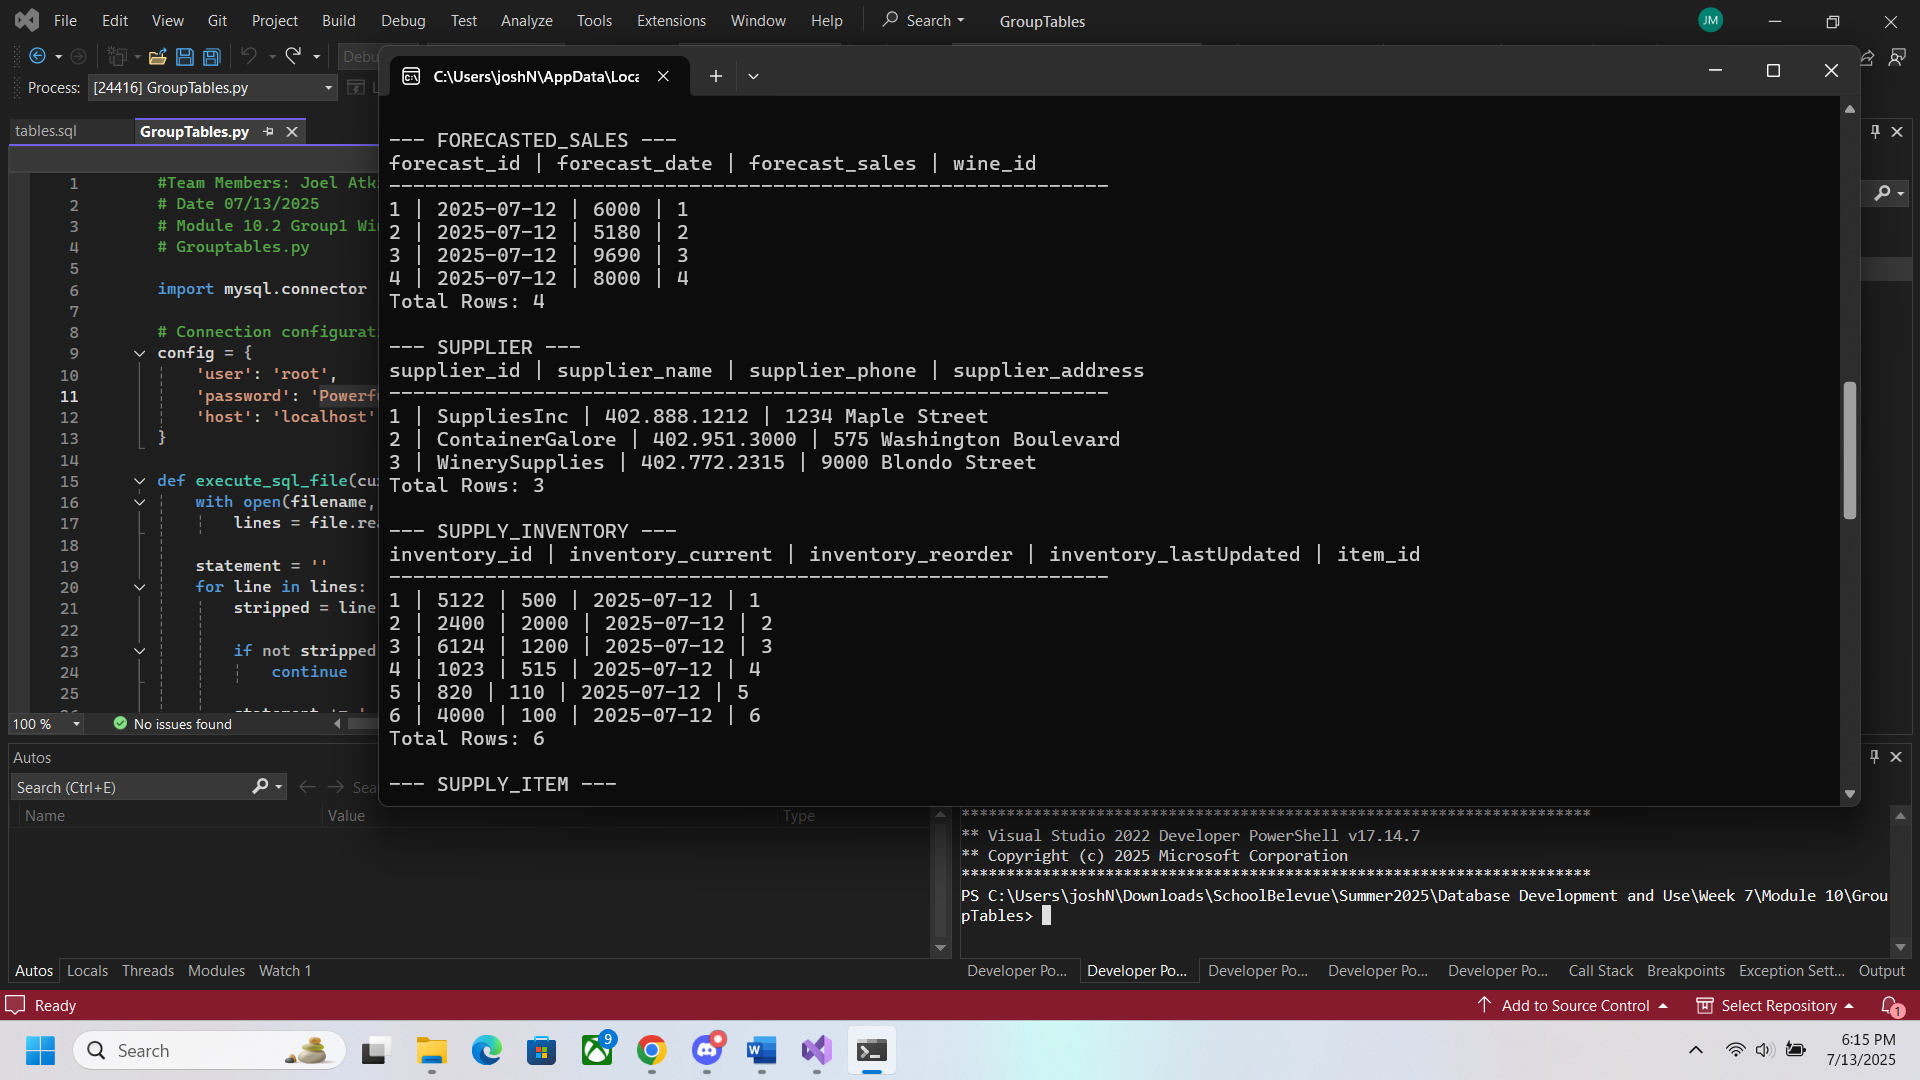 File Edit View Git Project Build Debug Test Analyze Tools Extensions Window Help Search GroupTables JM
Process: [24416] GroupTables.py
C:\Users\joshN\AppData\Loca
tables.sql GroupTables.py
1 #Team Members: Joel Atki
2 # Date 07/13/2025
3 # Module 10.2 Group1 Win
4 # Grouptables.py
5
6 import mysql.connector
7
8 # Connection configurati
9 config = {
10 'user': 'root',
11 'password': 'Powerf
12 'host': 'localhost'
13 }
14
15 def execute_sql_file(cu
16 with open(filename,
17 lines = file.rea
18
19 statement = ''
20 for line in lines:
21 stripped = line
22
23 if not stripped
24 continue
25
100 % No issues found
--- FORECASTED_SALES ---
forecast_id | forecast_date | forecast_sales | wine_id
------------------------------------------------------------
1 | 2025-07-12 | 6000 | 1
2 | 2025-07-12 | 5180 | 2
3 | 2025-07-12 | 9690 | 3
4 | 2025-07-12 | 8000 | 4
Total Rows: 4
--- SUPPLIER ---
supplier_id | supplier_name | supplier_phone | supplier_address
------------------------------------------------------------
1 | SuppliesInc | 402.888.1212 | 1234 Maple Street
2 | ContainerGalore | 402.951.3000 | 575 Washington Boulevard
3 | WinerySupplies | 402.772.2315 | 9000 Blondo Street
Total Rows: 3
--- SUPPLY_INVENTORY ---
inventory_id | inventory_current | inventory_reorder | inventory_lastUpdated | item_id
------------------------------------------------------------
1 | 5122 | 500 | 2025-07-12 | 1
2 | 2400 | 2000 | 2025-07-12 | 2
3 | 6124 | 1200 | 2025-07-12 | 3
4 | 1023 | 515 | 2025-07-12 | 4
5 | 820 | 110 | 2025-07-12 | 5
6 | 4000 | 100 | 2025-07-12 | 6
Total Rows: 6
--- SUPPLY_ITEM ---
Autos
Search (Ctrl+E)
Name Value Type
Autos Locals Threads Modules Watch 1
**********************************************************************
** Visual Studio 2022 Developer PowerShell v17.14.7
** Copyright (c) 2025 Microsoft Corporation
**********************************************************************
PS C:\Users\joshN\Downloads\SchoolBelevue\Summer2025\Database Development and Use\Week 7\Module 10\Grou
pTables>
Developer Po... Developer Po... Developer Po... Developer Po... Developer Po... Call Stack Breakpoints Exception Sett... Output
Ready Add to Source Control Select Repository 1
Search 9 6:15 PM
7/13/2025